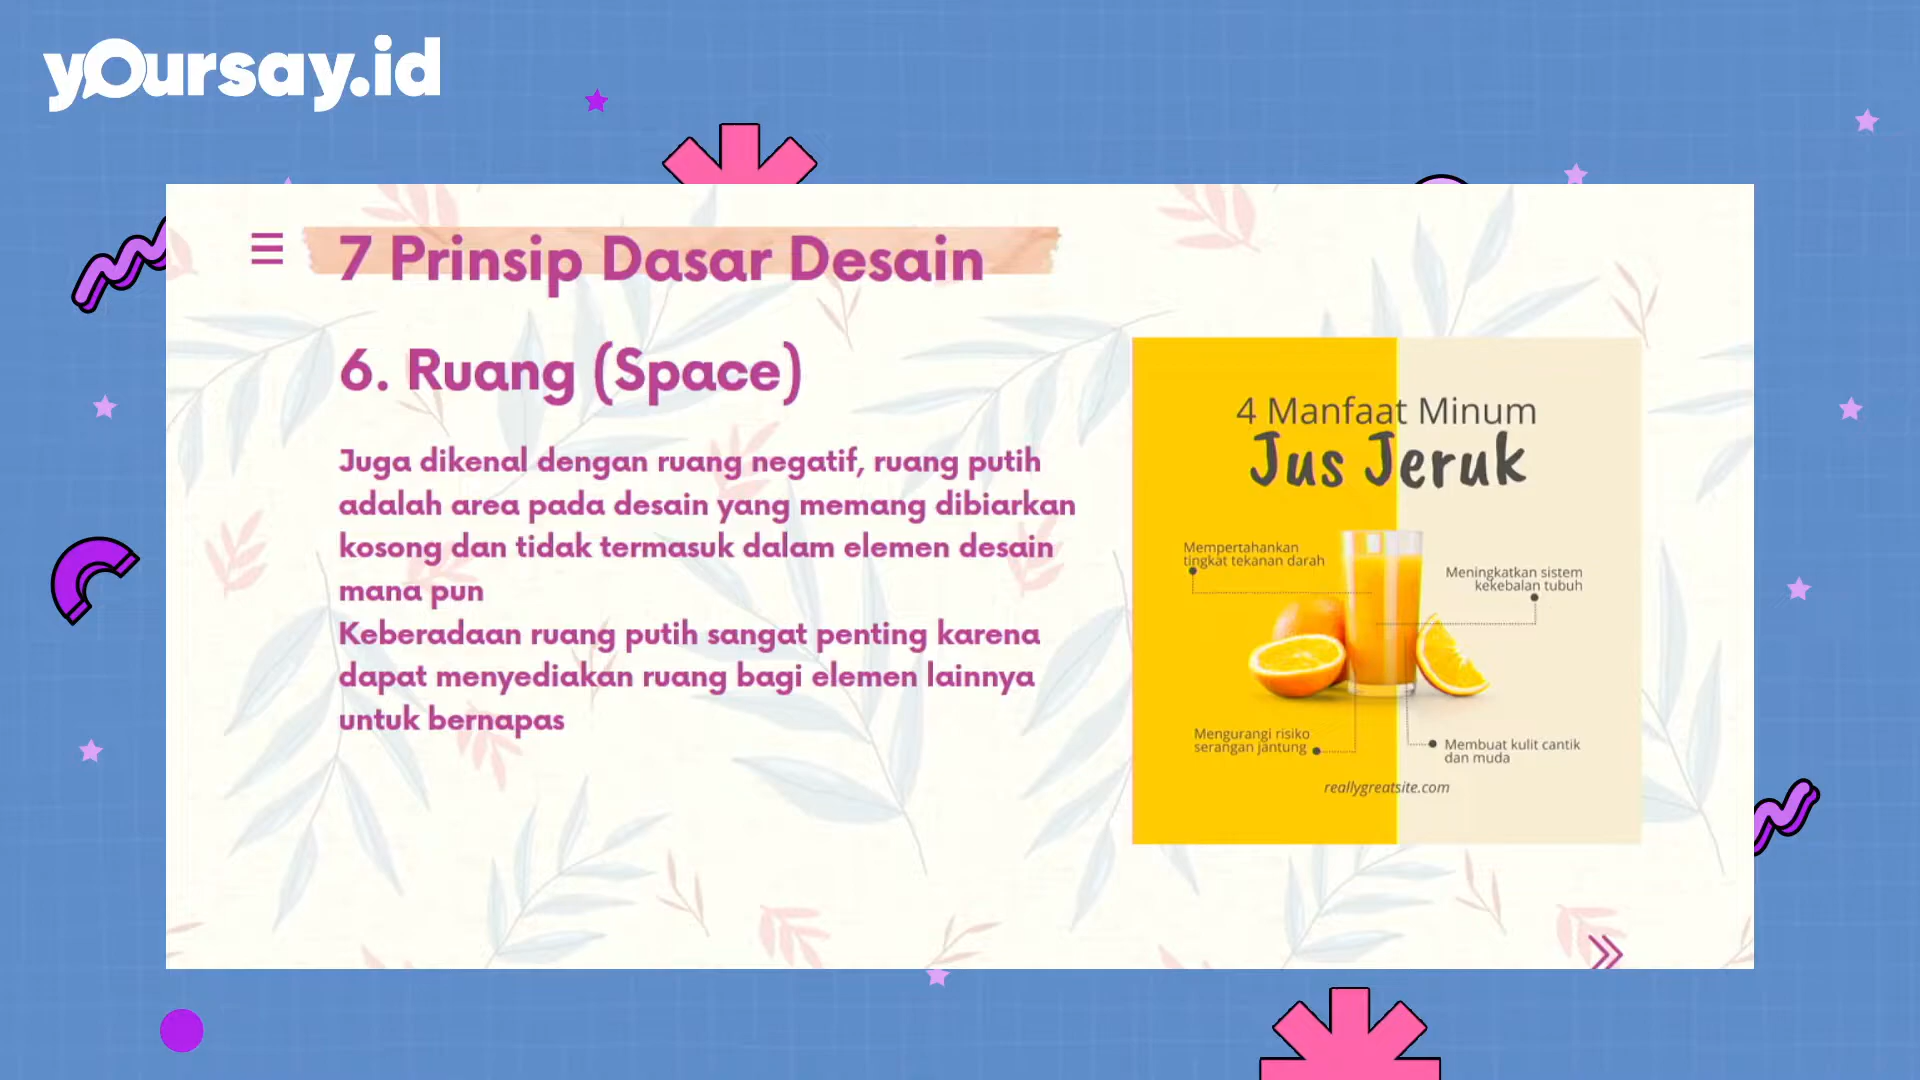 yoursay.id
7 Prinsip Dasar Desain
6. Ruang (Space)
Juga dikenal dengan ruang negatif, ruang putih
adalah area pada desain yang memang dibiarkan
kosong dan tidak termasuk dalam elemen desain
mana pun
Keberadaan ruang putih sangat penting karena
dapat menyediakan ruang bagi elemen lainnya
untuk bernapas
4 Manfaat Minum
Jus Jeruk
Mempertahankan
tingkat tekanan darah
Meningkatkan sistem
kekebalan tubuh
Mengurangi risiko
serangan jantung
Membuat kulit cantik
dan muda
reallygreatsite.com